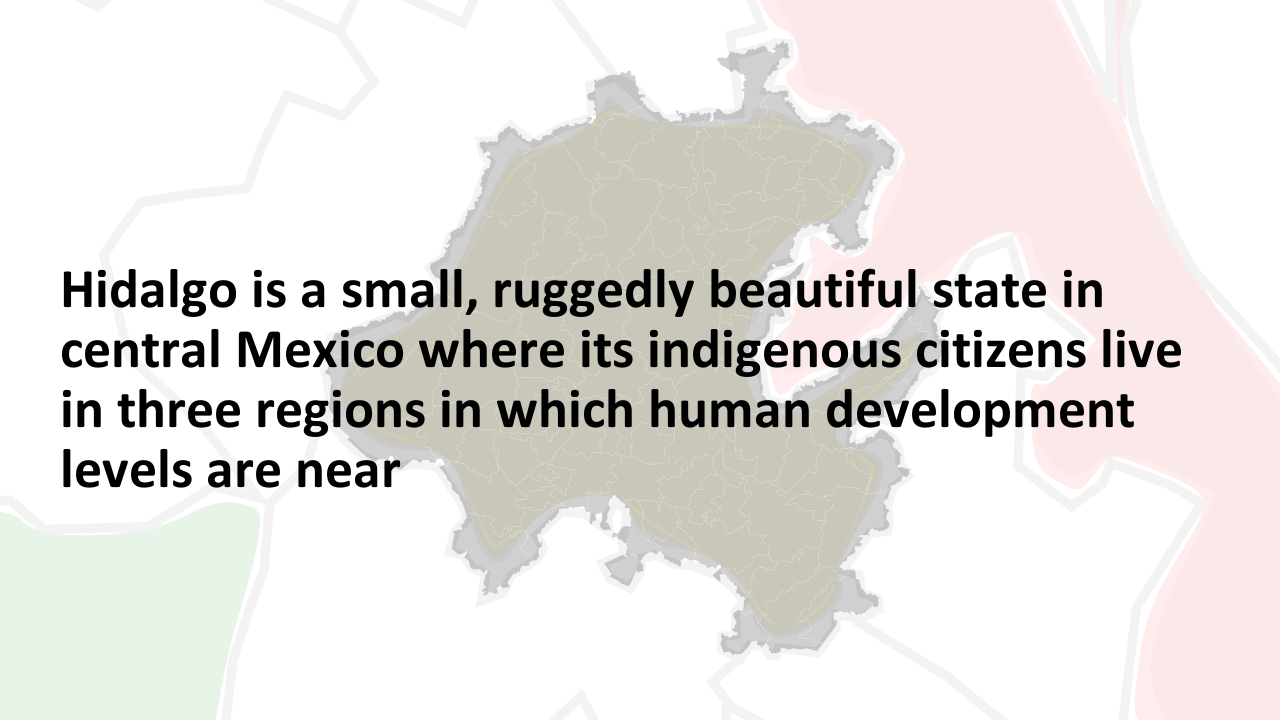 Hidalgo is a small, ruggedly beautiful state in
central Mexico where its indigenous citizens live
in three regions in which human development
levels are near